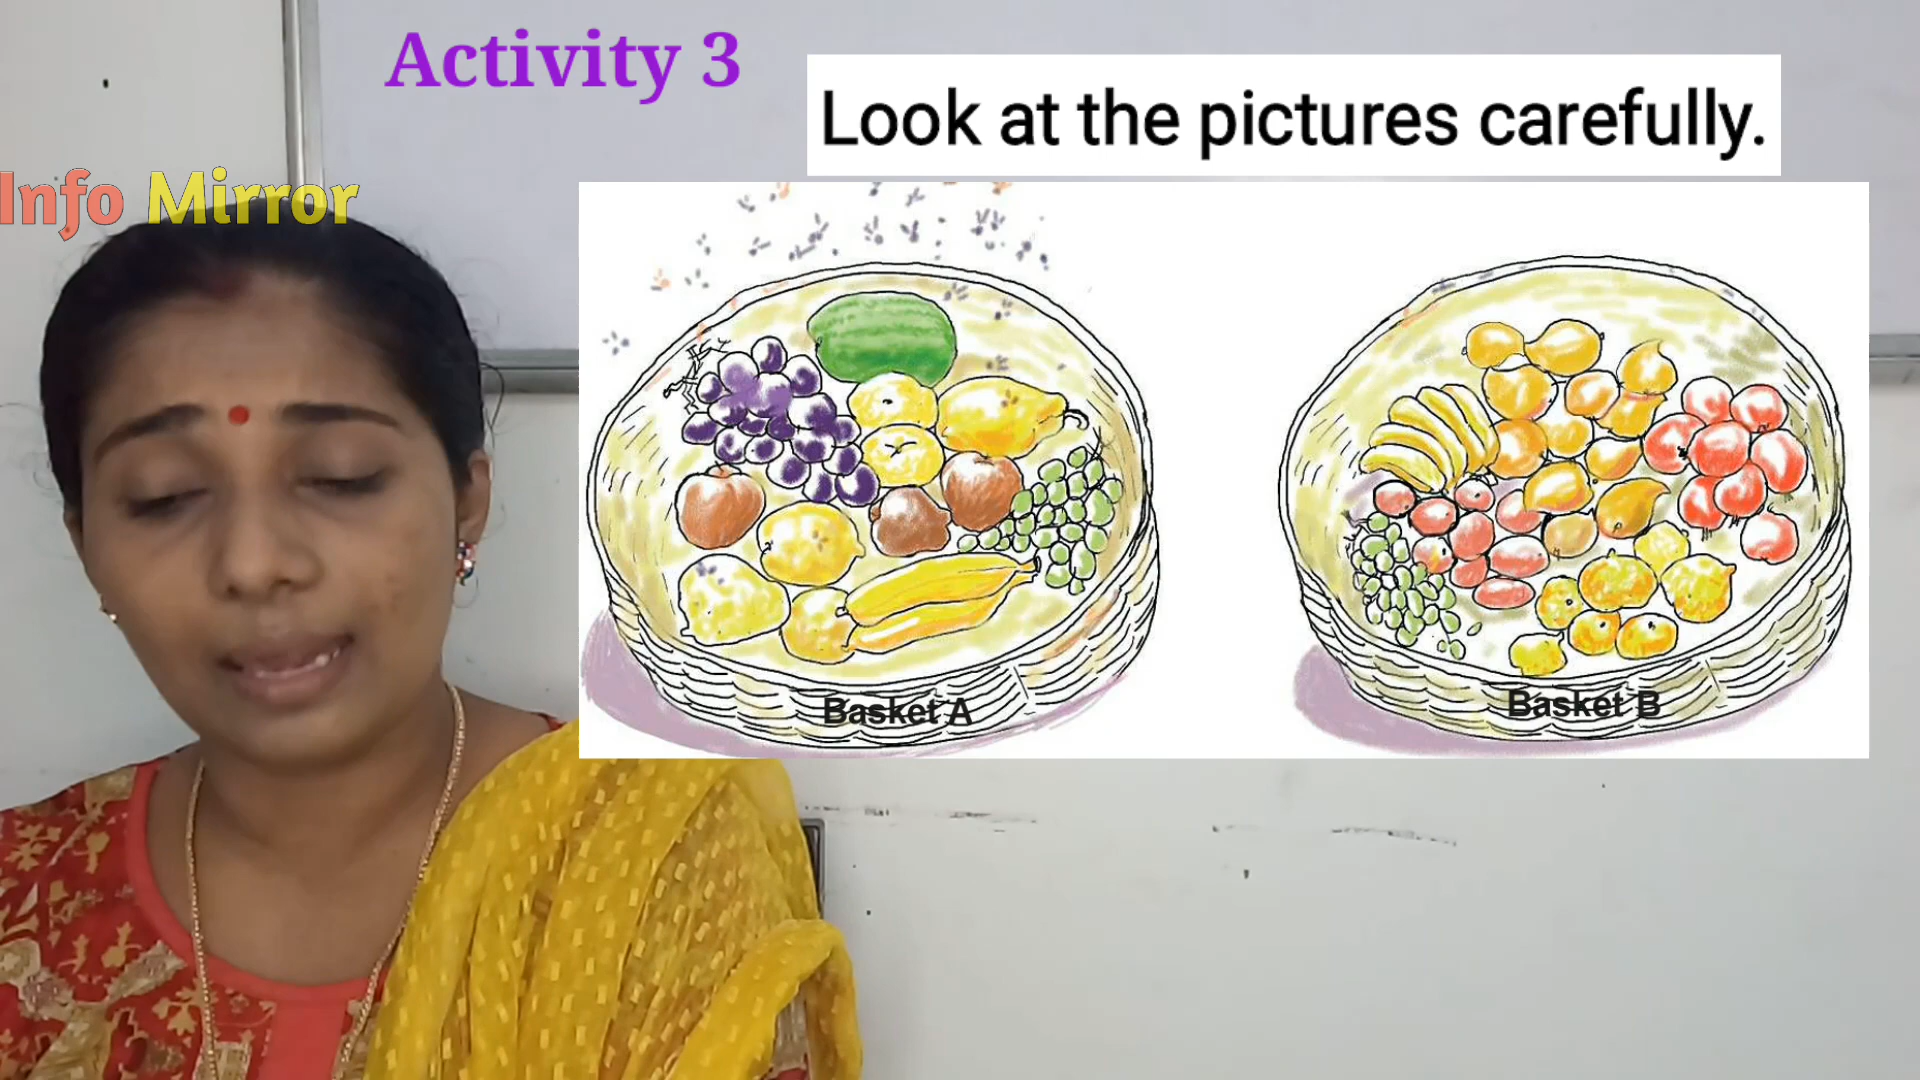 Activity 3
Look at the pictures carefully.
Info Mirror
Basket A
Basket B